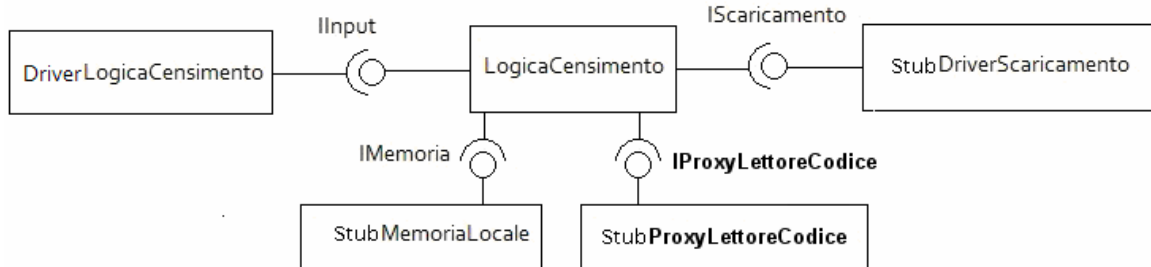 IScaricamento
IInput
DriverLogicaCensimento
LogicaCensimento
StubDriverScaricamento
IMemoria
IProxyLettoreCodice
StubMemoriaLocale
StubProxyLettoreCodice